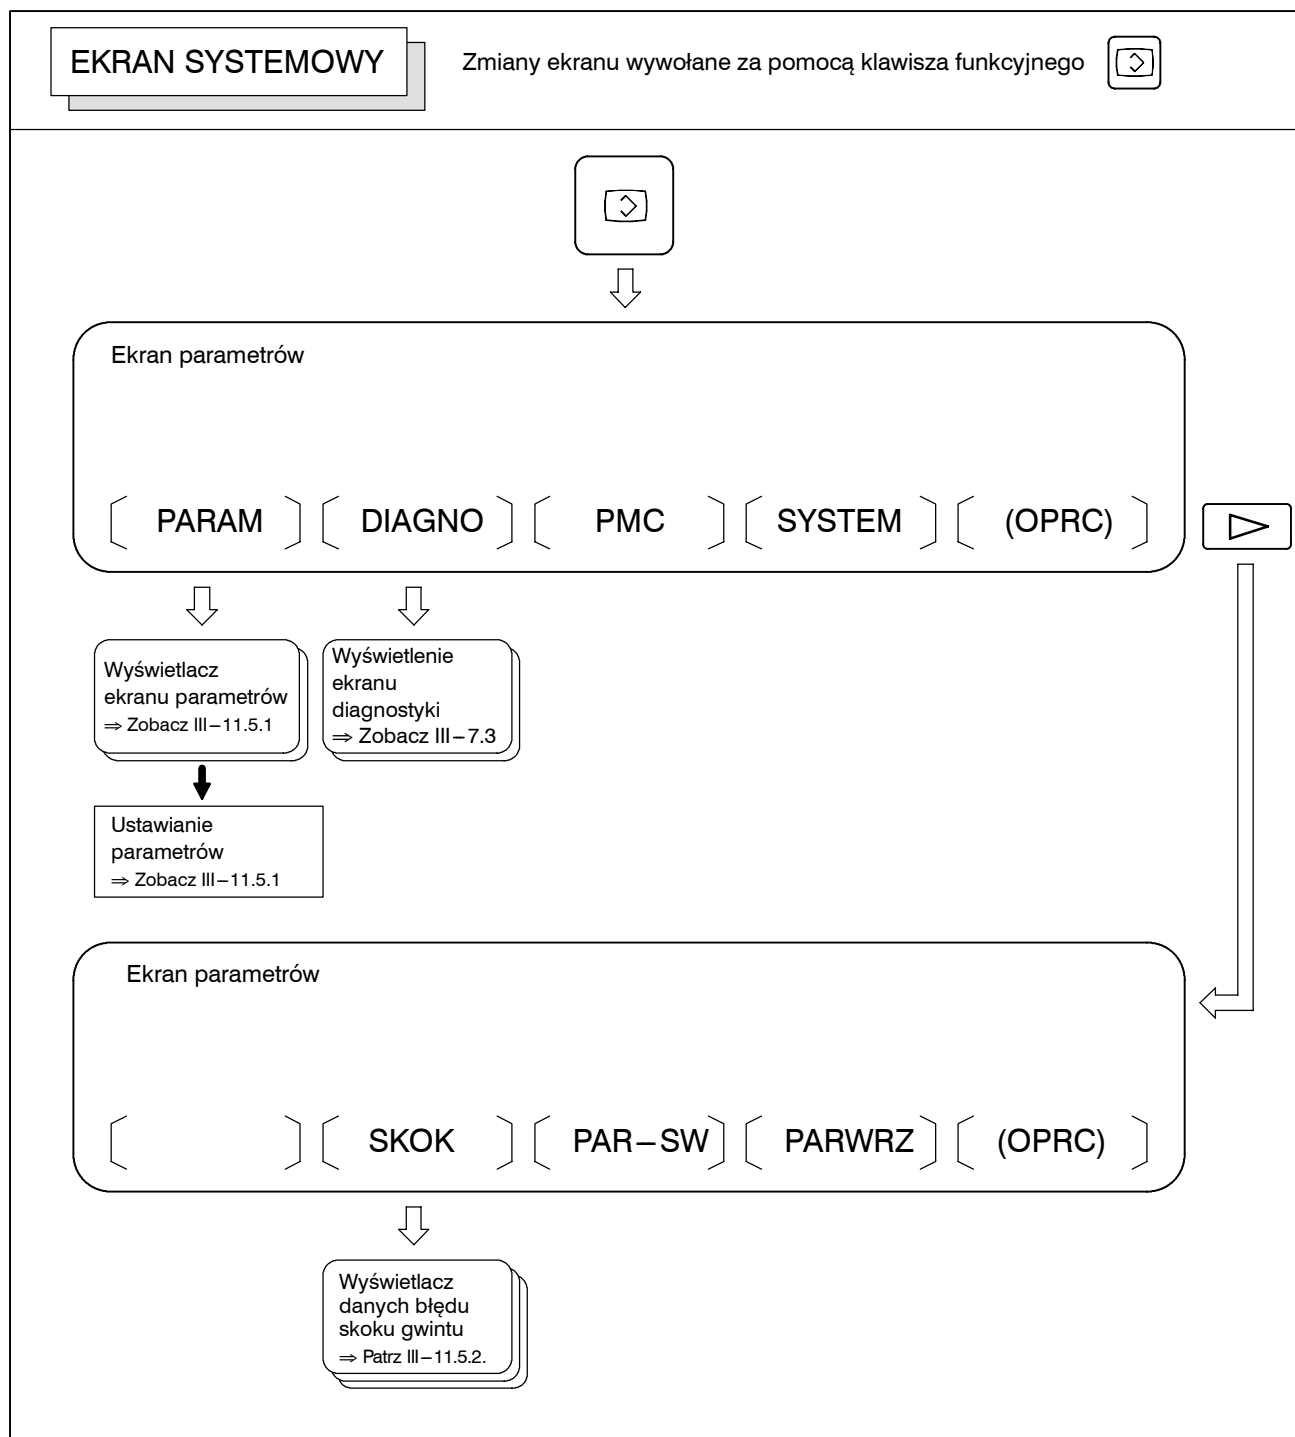 EKRAN SYSTEMOWY
Zmiany ekranu wywołane za pomocą klawisza funkcyjnego
Ekran parametrów
PARAM
DIAGNO
PMC
SYSTEM
(OPRC)
Wyświetlacz
ekranu parametrów
⇒ Zobacz III–11.5.1
Wyświetlenie
ekranu
diagnostyki
⇒ Zobacz III–7.3
Ustawianie
parametrów
⇒ Zobacz III–11.5.1
Ekran parametrów
SKOK
PAR–SW
PARWRZ
(OPRC)
Wyświetlacz
danych błędu
skoku gwintu
⇒ Patrz III–11.5.2.